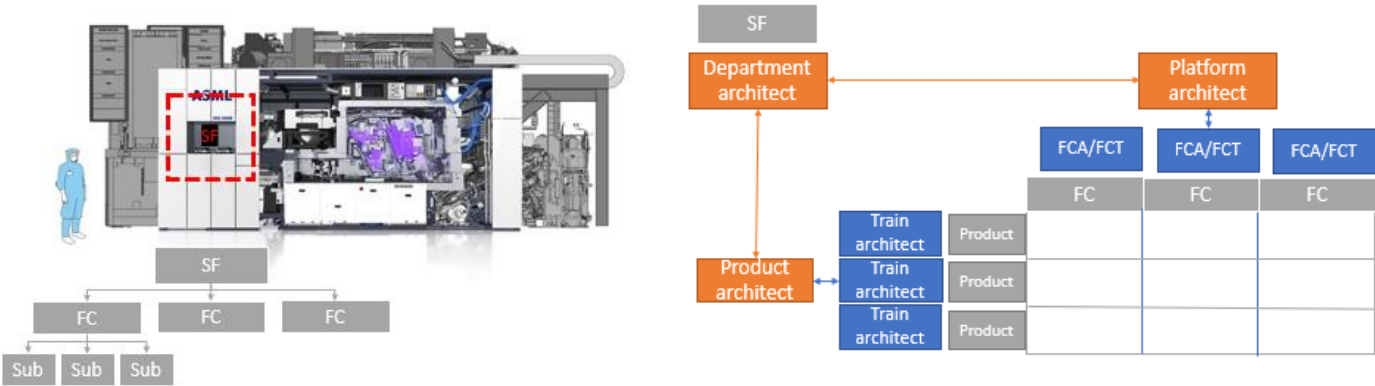 ASML
SF
SF
FC
FC
FC
Sub
Sub
Sub
SF
Department
architect
Platform
architect
FCA/FCT
FCA/FCT
FCA/FCT
FC
FC
FC
Train
architect
Product
Product
architect
Train
architect
Product
Train
architect
Product